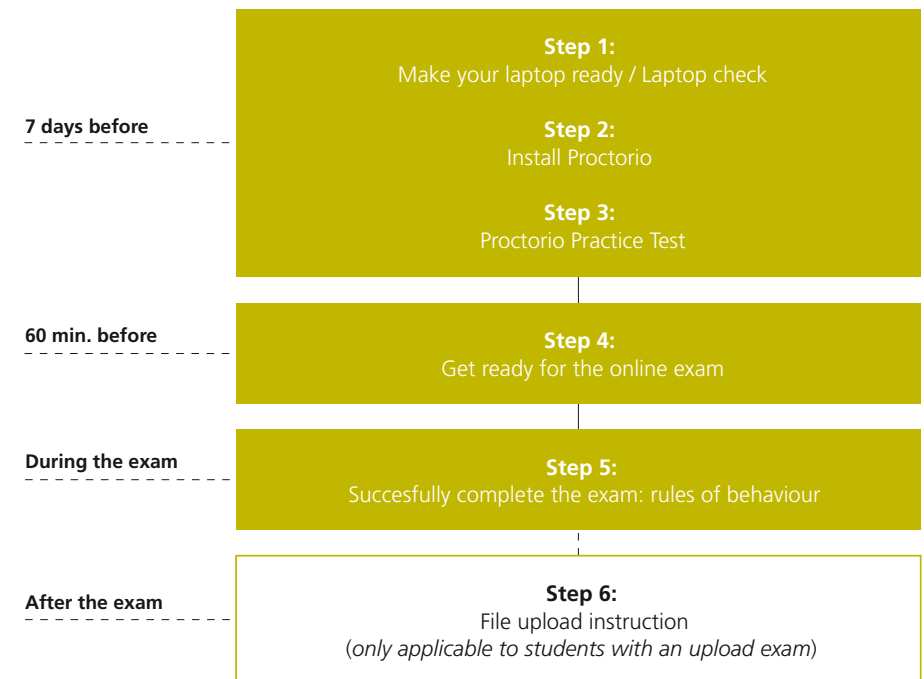 7 days before
Step 1:
Make your laptop ready / Laptop check
Step 2:
Install Proctorio
Step 3:
Proctorio Practice Test
60 min. before
Step 4:
Get ready for the online exam
During the exam
Step 5:
Succesfully complete the exam: rules of behaviour
After the exam
Step 6:
File upload instruction
(only applicable to students with an upload exam)